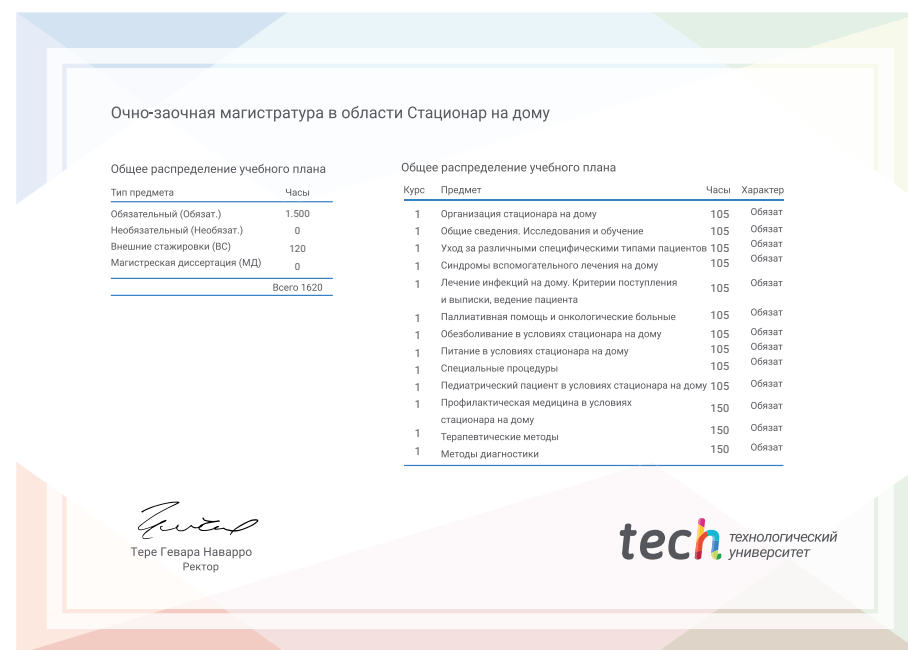 Очно-заочная магистратура в области Стационар на дому
Общее распределение учебного плана
Тип предмета Часы
Обязательный (Обязат.) 1.500
Необязательный (Необязат.) 0
Внешние стажировки (ВС) 120
Магистреская диссертация (МД) 0
Всего 1620
Общее распределение учебного плана
Курс Предмет Часы Характер
1 Организация стационара на дому 105 Обязат
1 Общие сведения. Исследования и обучение 105 Обязат
1 Уход за различными специфическими типами пациентов 105 Обязат
1 Синдромы вспомогательного лечения на дому 105 Обязат
1 Лечение инфекций на дому. Критерии поступления
и выписки, ведение пациента 105 Обязат
1 Паллиативная помощь и онкологические больные 105 Обязат
1 Обезболивание в условиях стационара на дому 105 Обязат
1 Питание в условиях стационара на дому 105 Обязат
1 Специальные процедуры 105 Обязат
1 Педиатрический пациент в условиях стационара на дому 105 Обязат
1 Профилактическая медицина в условиях 150 Обязат
стационара на дому
1 Терапевтические методы 150 Обязат
1 Методы диагностики 150 Обязат
Тере Гевара Наварро
Ректор
tech технологический
университет